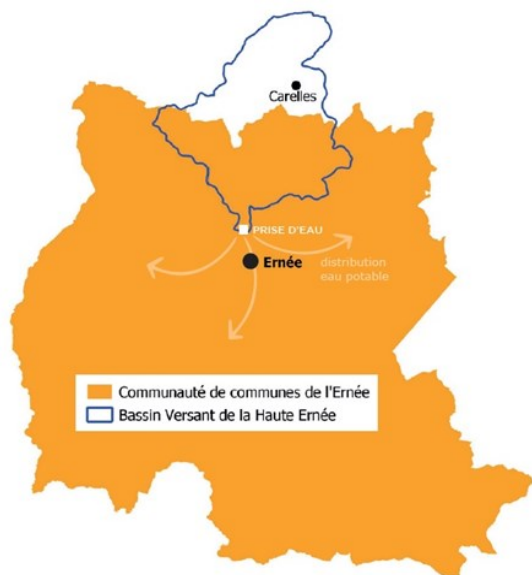 Carelles
PRISE D'EAU
Ernée
distribution
eau potable
Communauté de communes de l'Ernée
Bassin Versant de la Haute Ernée